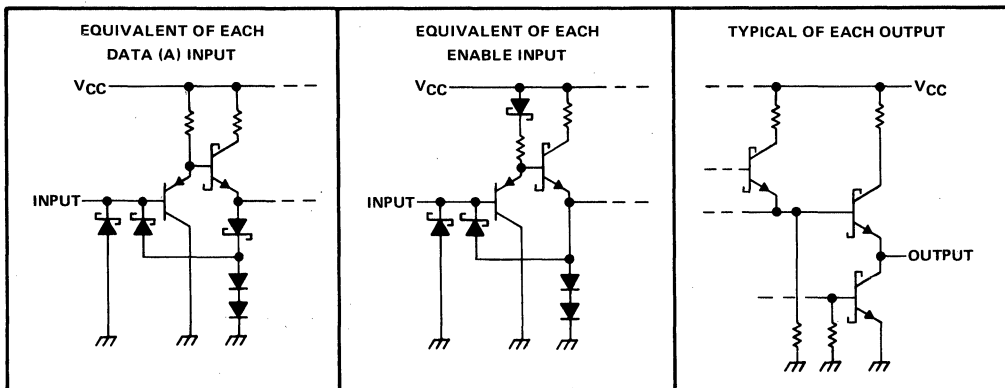 EQUIVALENT OF EACH
DATA (A) INPUT
VCC
INPUT
EQUIVALENT OF EACH
ENABLE INPUT
VCC
INPUT
TYPICAL OF EACH OUTPUT
VCC
OUTPUT